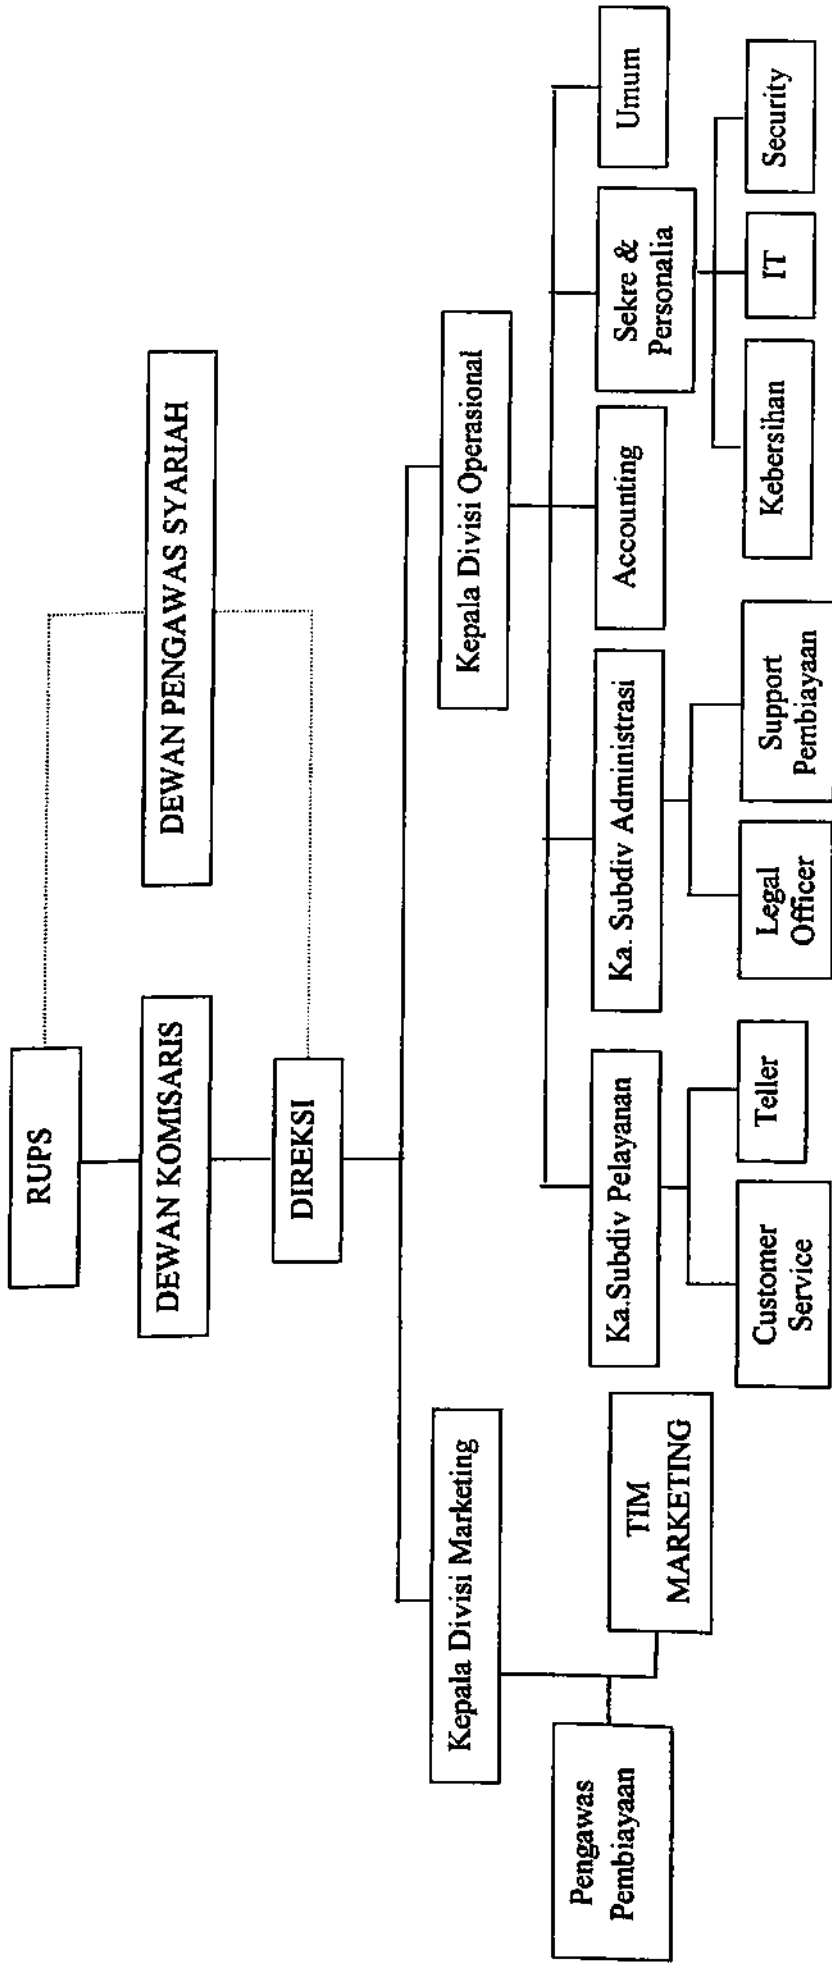 RUPS
DEWAN KOMISARIS
DEWAN PENGAWAS SYARIAH
DIREKSI
Kepala Divisi Marketing
Kepala Divisi Operasional
Pengawas
Pembiayaan
TIM
MARKETING
Ka.Subdiv Pelayanan
Ka. Subdiv Administrasi
Accounting
Sekre &
Personalia
Umum
Customer
Service
Teller
Legal
Officer
Support
Pembiayaan
Kebersihan
IT
Security